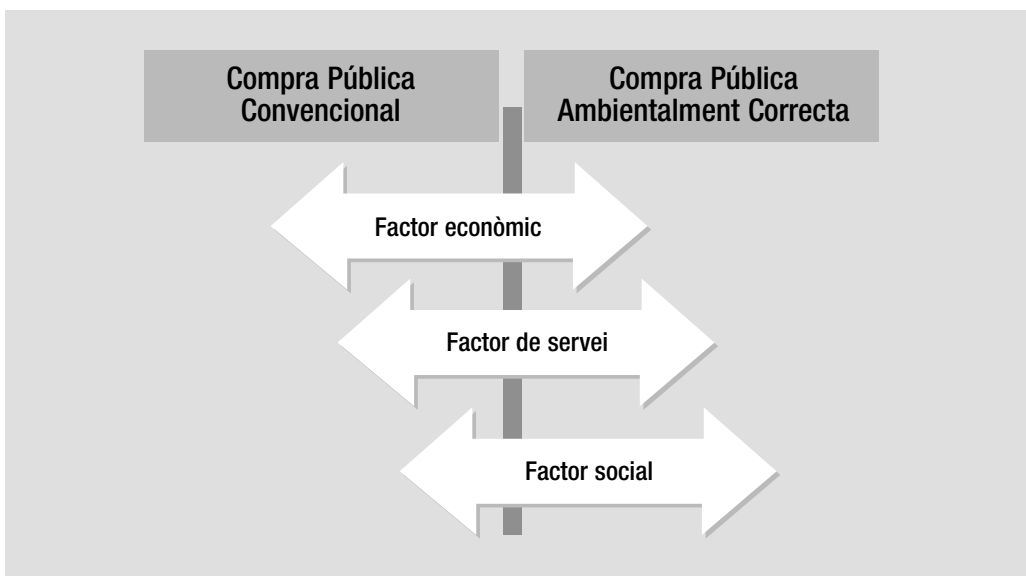 Compra Pública
Convencional
Compra Pública
Ambientalment Correcta
Factor econòmic
Factor de servei
Factor social